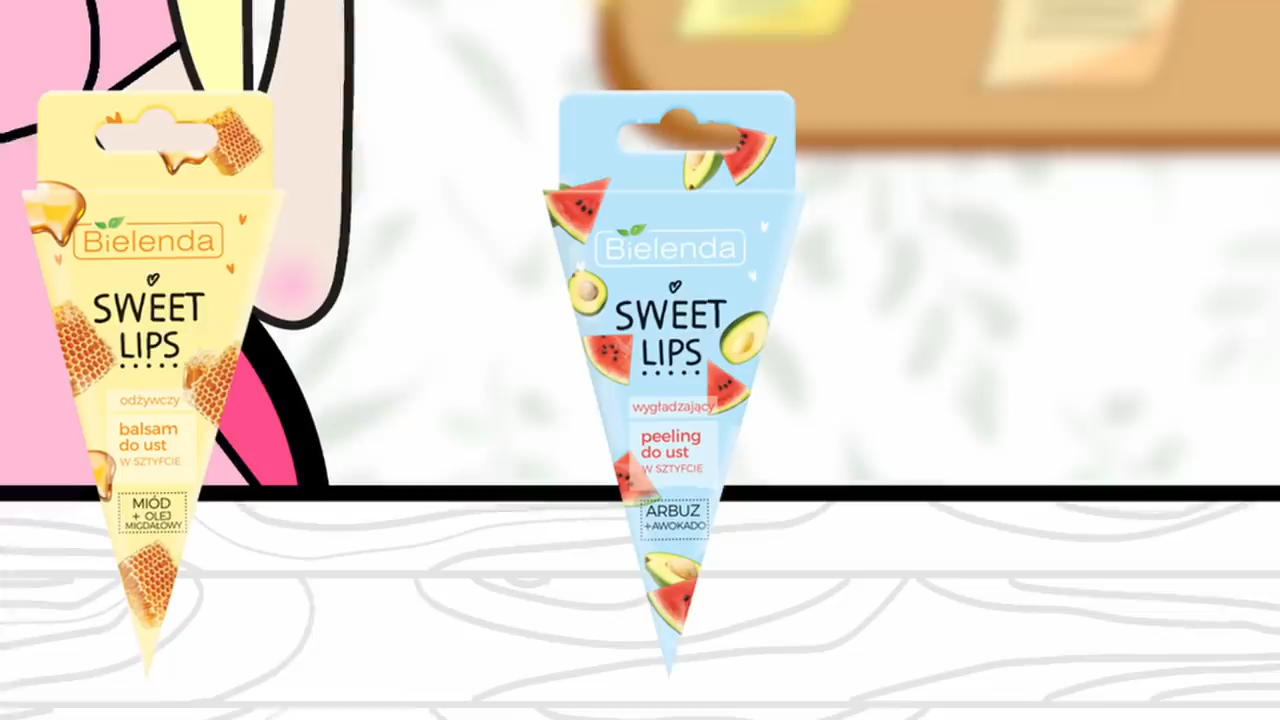 Bielenda
SWEET
LIPS
odżywczy
balsam
do ust
W SZTYFCIE
MIÓD
+ OLEJ
MIGDAŁOWY
Bielenda
SWEET
LIPS
wygładzający
peeling
do ust
W SZTYFCIE
ARBUZ
+AWOKADO